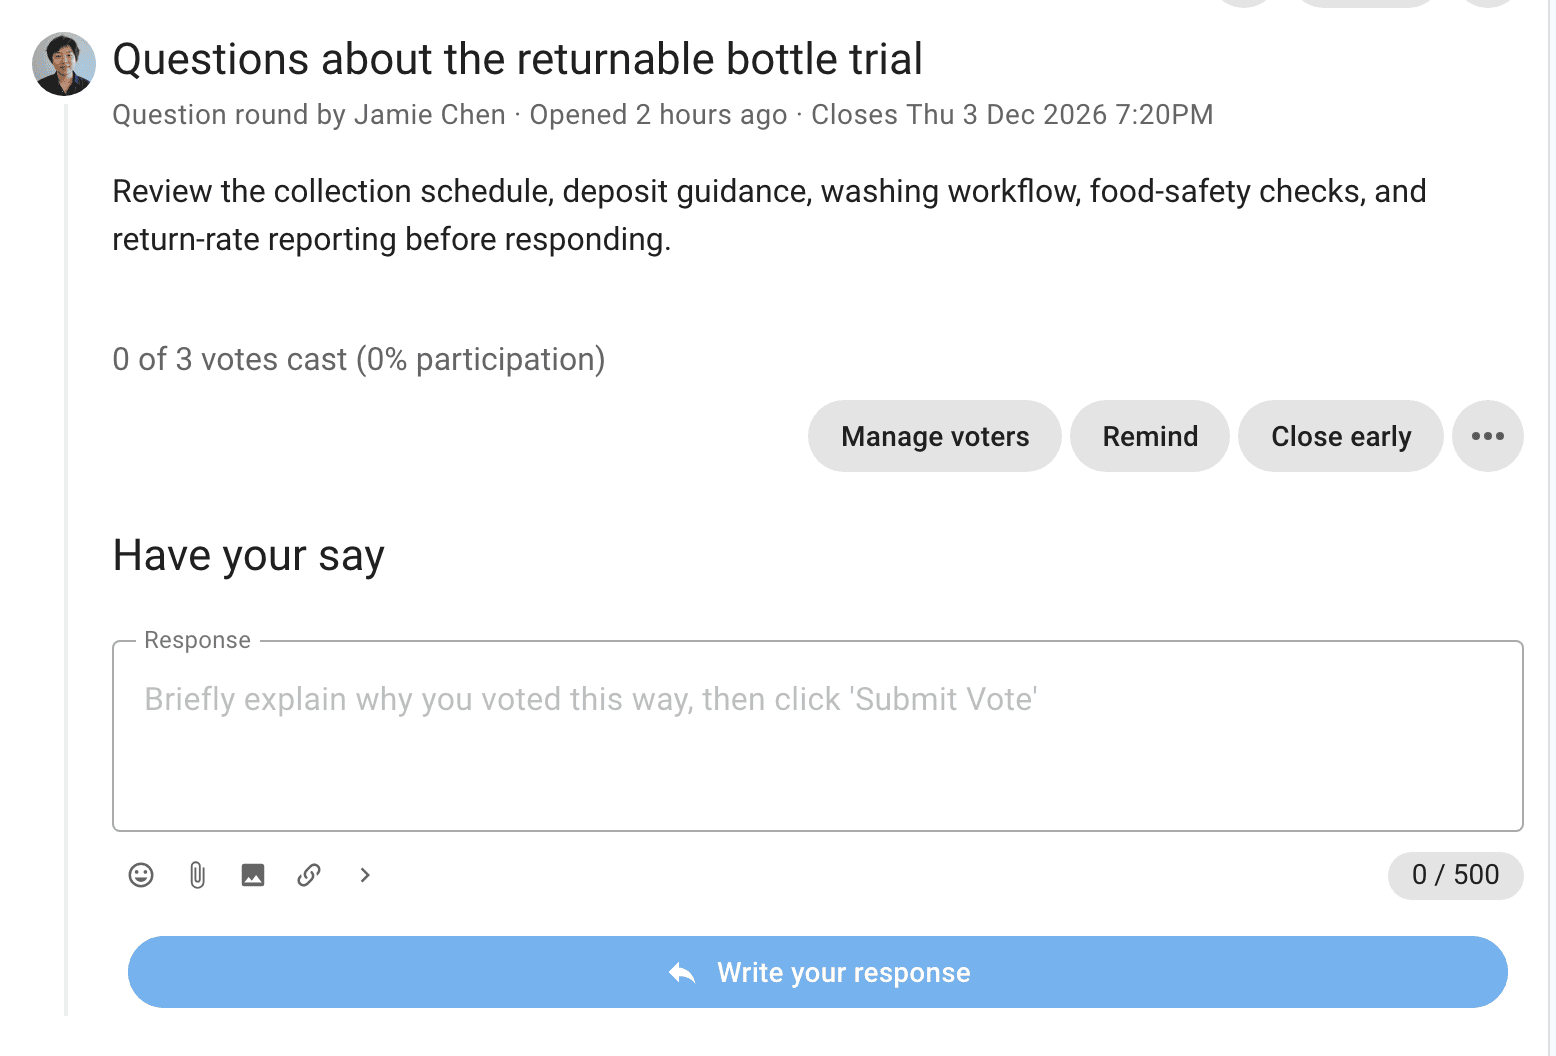 Questions about the returnable bottle trial
Question round by Jamie Chen · Opened 2 hours ago · Closes Thu 3 Dec 2026 7:20PM
Review the collection schedule, deposit guidance, washing workflow, food-safety checks, and
return-rate reporting before responding.
0 of 3 votes cast (0% participation)
Manage voters
Remind
Close early
Have your say
Response
Briefly explain why you voted this way, then click 'Submit Vote'
0 / 500
Write your response